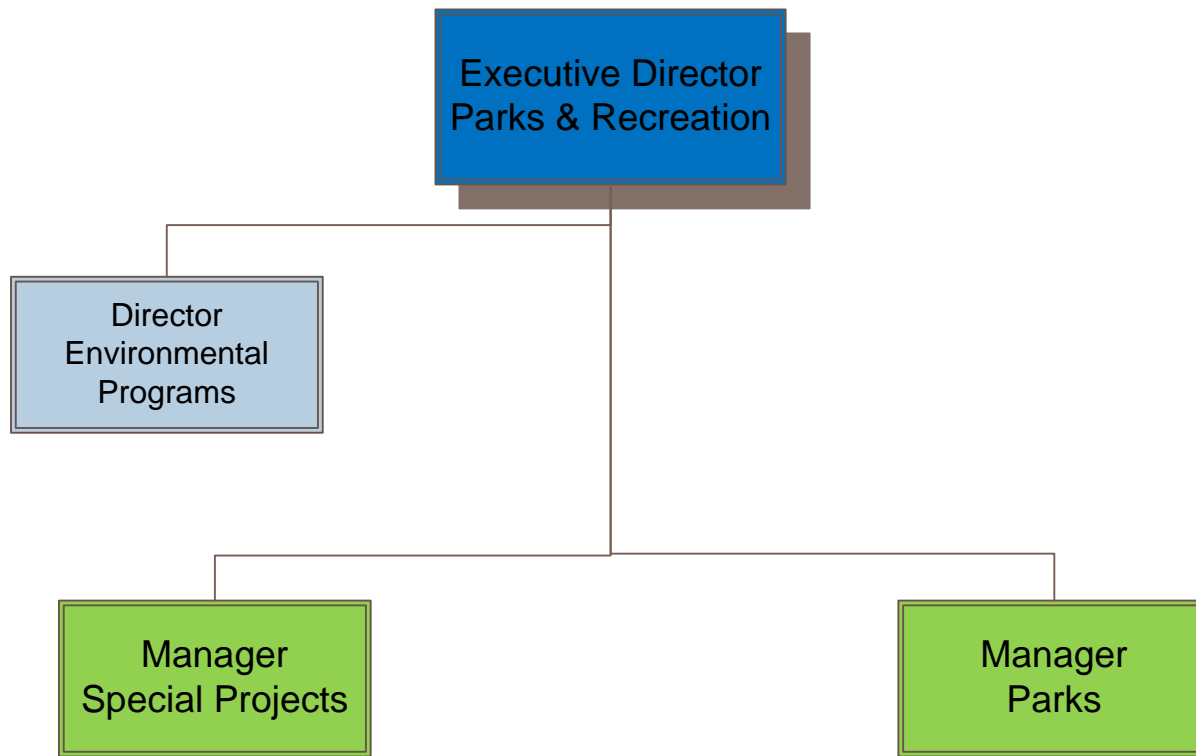 Executive Director
Parks & Recreation
Director
Environmental
Programs
Manager
Special Projects
Manager
Parks